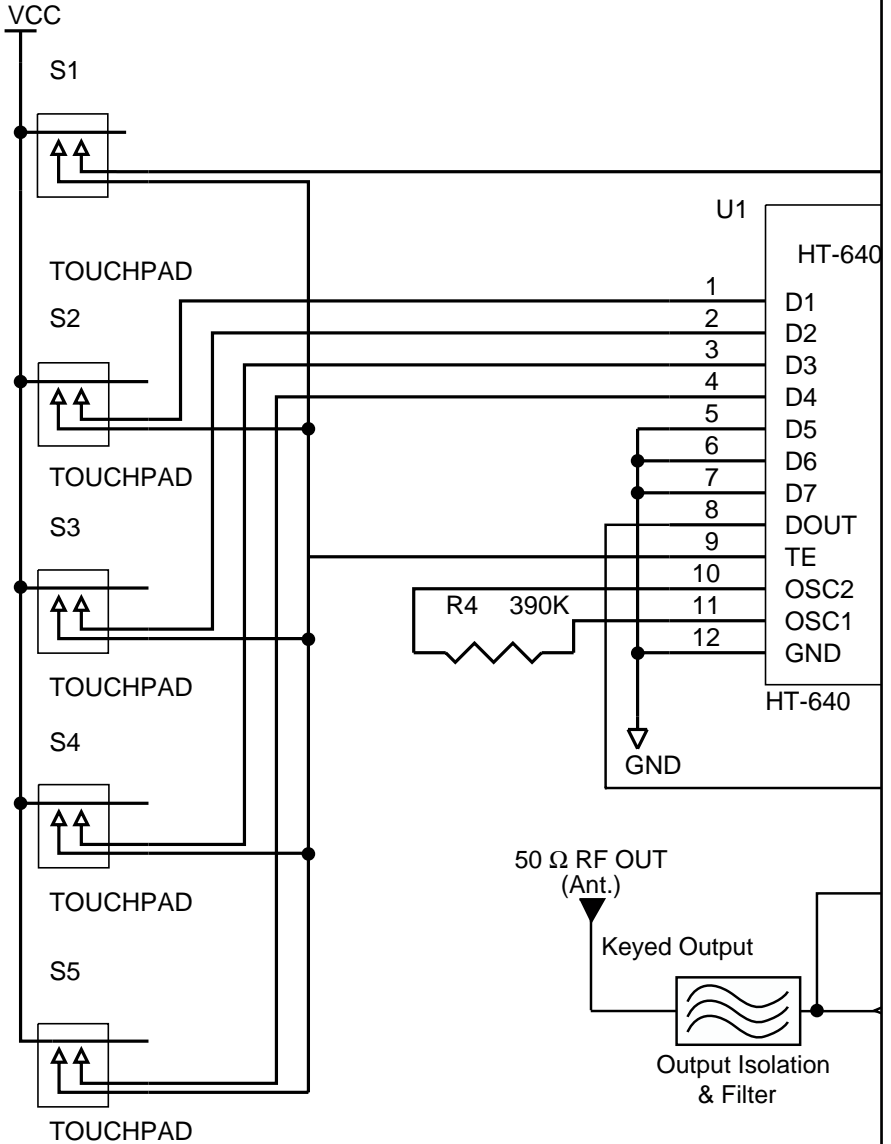 VCC
S1
TOUCHPAD
S2
TOUCHPAD
S3
TOUCHPAD
S4
TOUCHPAD
S5
TOUCHPAD
U1
HT-640
1 D1
2 D2
3 D3
4 D4
5 D5
6 D6
7 D7
8 DOUT
9 TE
10 OSC2
11 OSC1
12 GND
HT-640
R4 390K
GND
50 Ω RF OUT
(Ant.)
Keyed Output
Output Isolation
& Filter